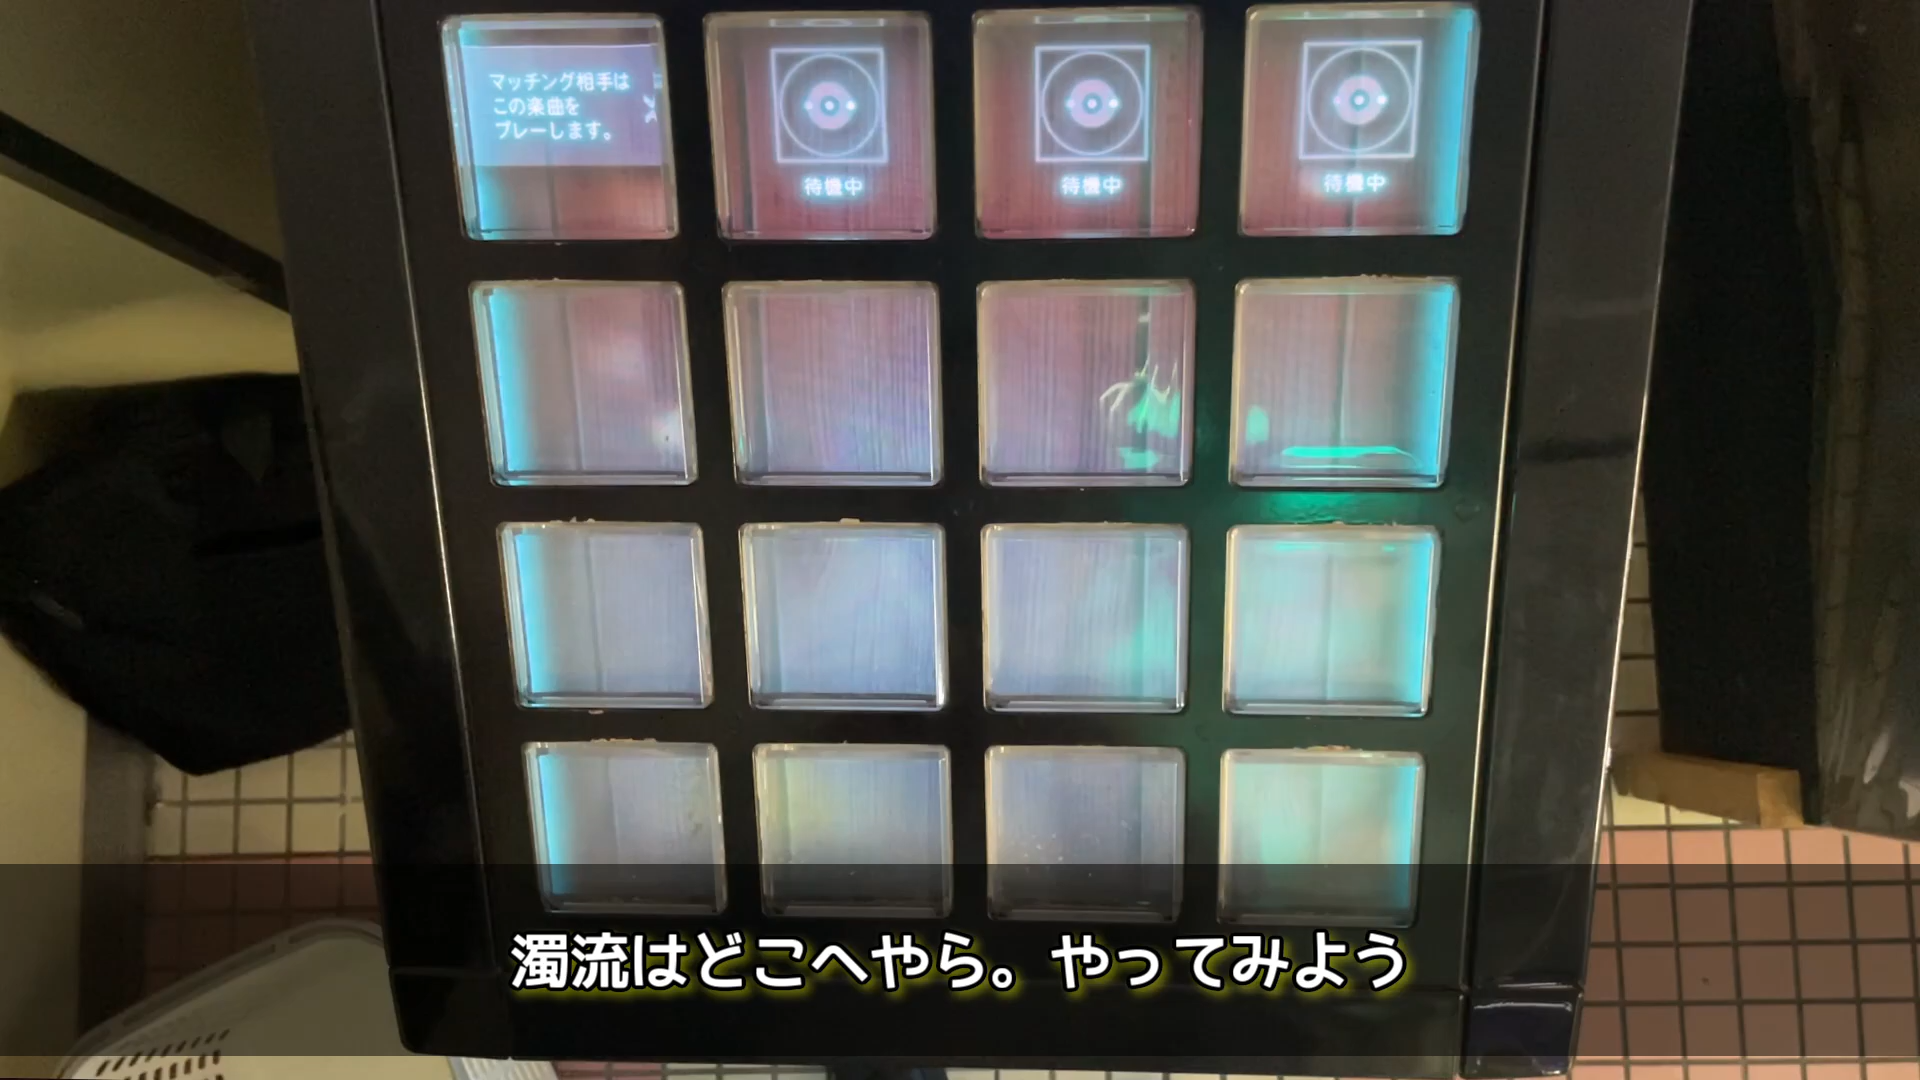 マッチング相手は
この楽曲を
プレーします。
待機中
待機中
待機中
濁流はどこへやら。やってみよう